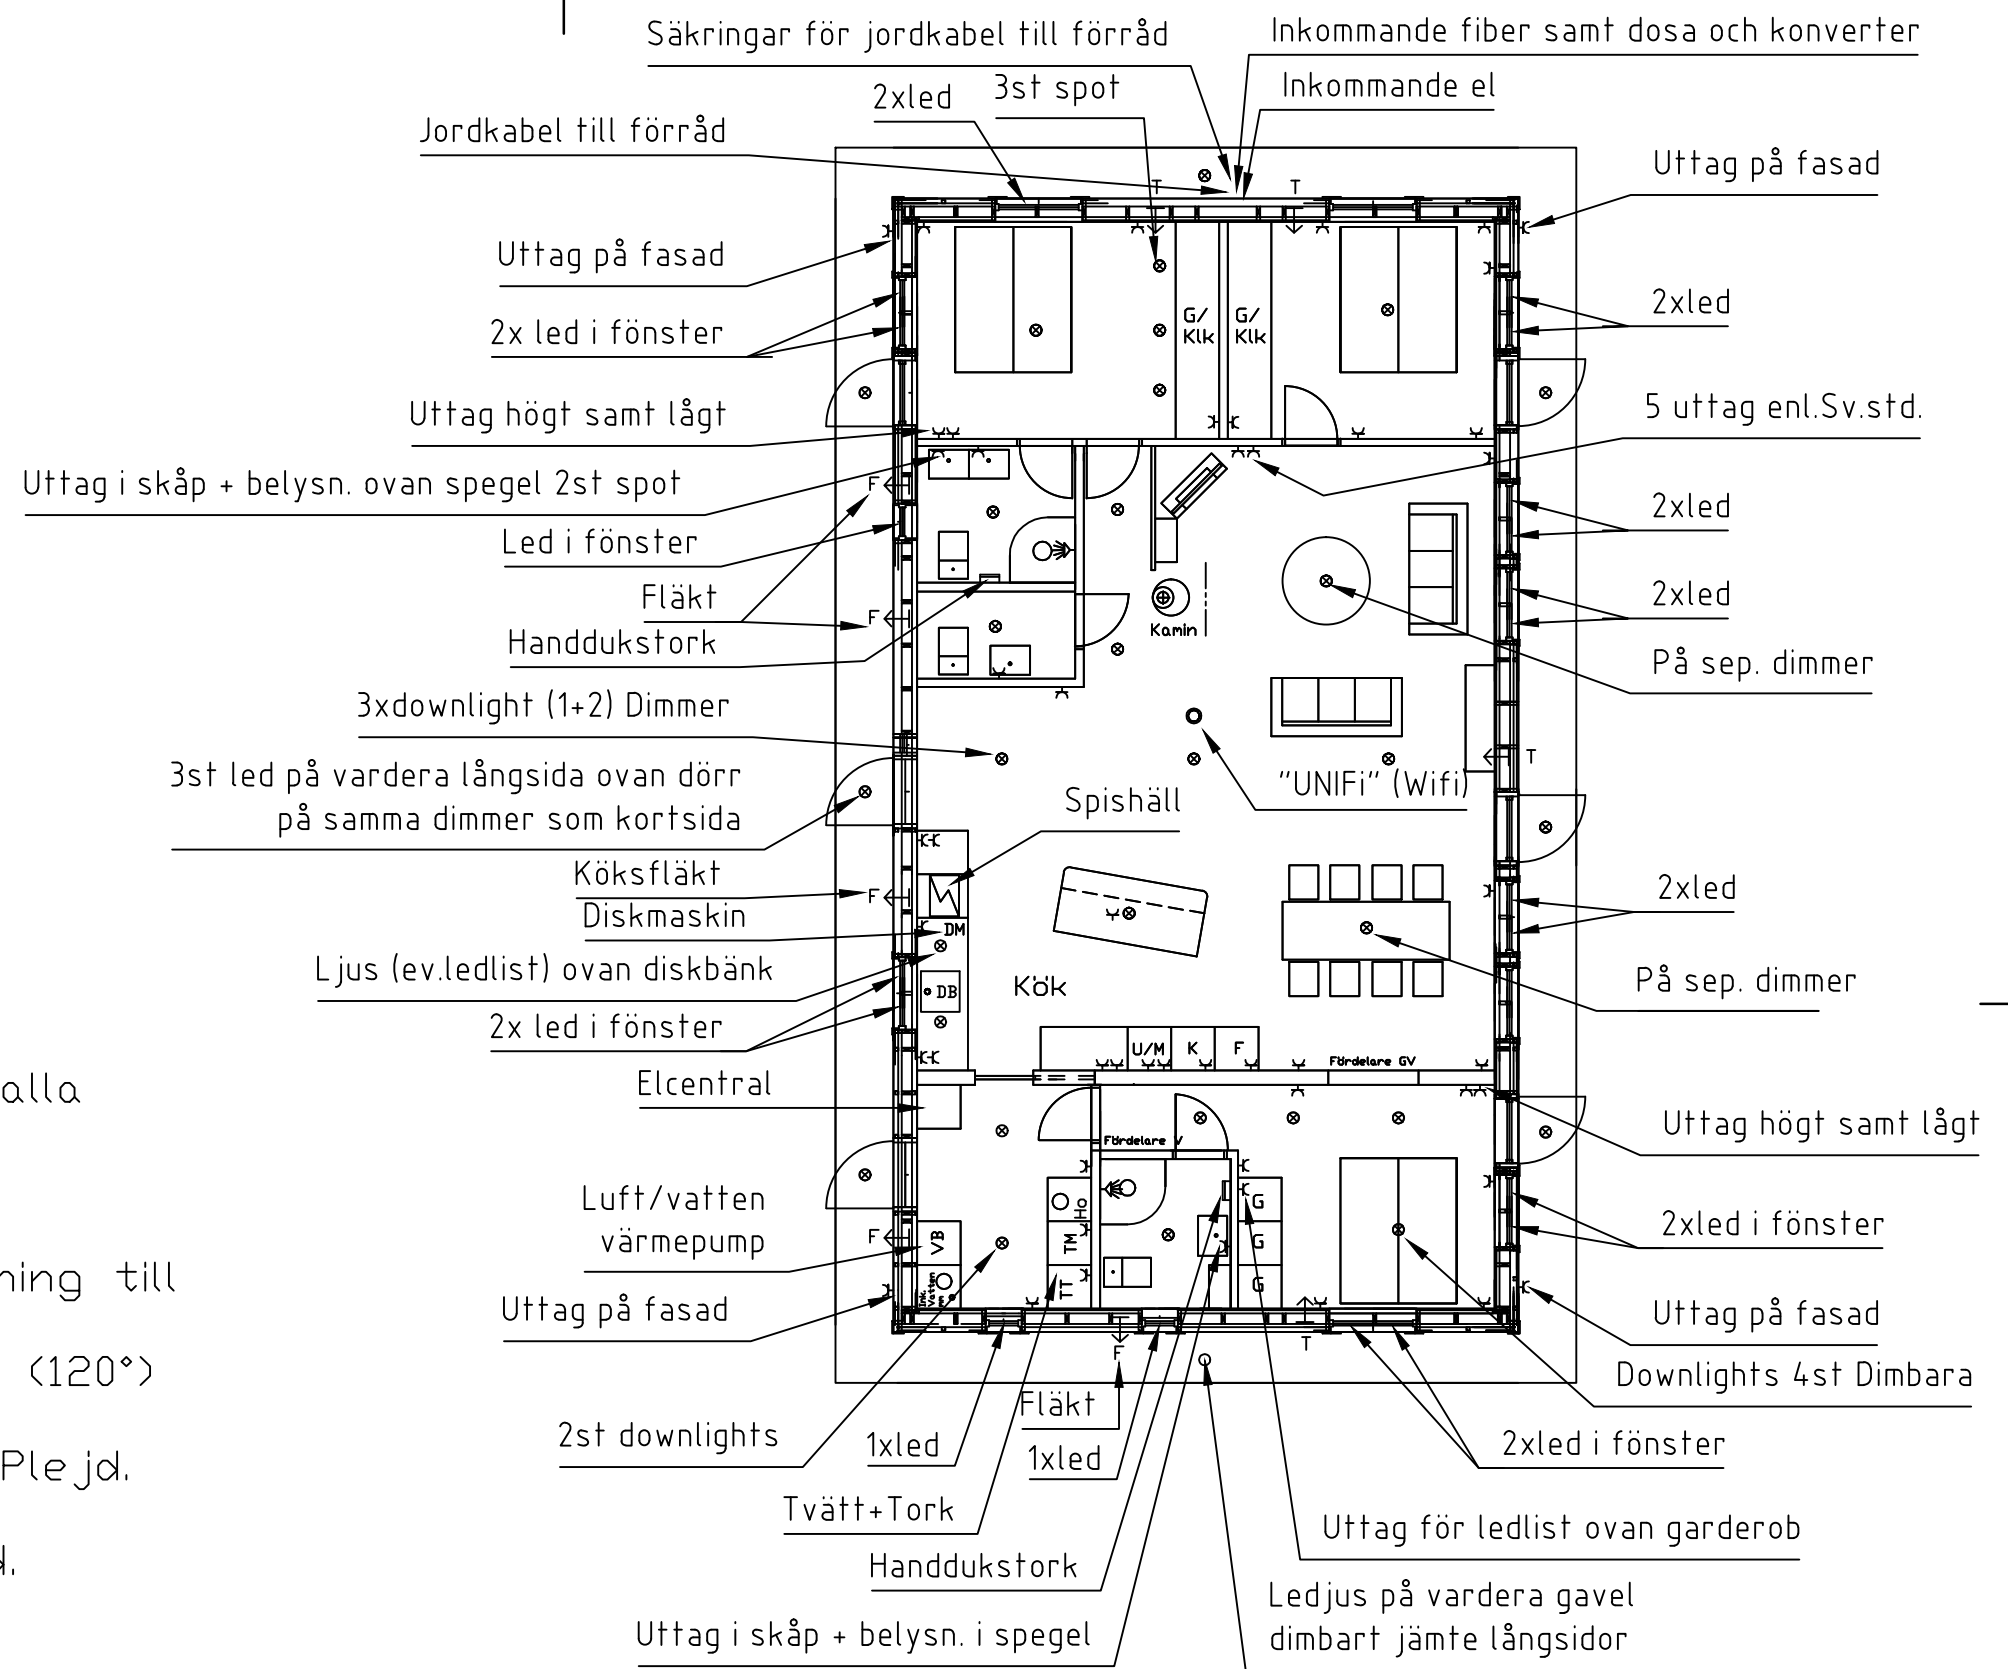 Säkringar för jordkabel till förråd
Inkommande fiber samt dosa och konverter
2xled
3st spot
Inkommande el
Jordkabel till förråd
Uttag på fasad
T
T
Uttag på fasad
2x led i fönster
2xled
G/
Klk
G/
Klk
Uttag högt samt lågt
5 uttag enl.Sv.std.
Uttag i skåp + belysn. ovan spegel 2st spot
F
2xled
Led i fönster
Fläkt
F
2xled
Handdukstork
Kamin
På sep. dimmer
3xdownlight (1+2) Dimmer
T
3st led på vardera långsida ovan dörr
på samma dimmer som kortsida
"UNIFi" (Wifi)
Spishäll
Köksfläkt
F
2xled
Diskmaskin
DM
Ljus (ev.ledlist) ovan diskbänk
DB
Kök
På sep. dimmer
2x led i fönster
U/M
K
F
Fördelare GV
Elcentral
alla
Uttag högt samt lågt
Fördelare V
Luft/vatten
värmepump
Ho
G
F
VB
TM
G
2xled i fönster
ning till
TT
G
Ink.
Vatten
Uttag på fasad
Uttag på fasad
F
T
(120°)
Downlights 4st Dimbara
Fläkt
2st downlights
1xled
1xled
2xled i fönster
Plejd.
Tvätt+Tork
Uttag för ledlist ovan garderob
d.
Handdukstork
Ledjus på vardera gavel
dimbart jämte långsidor
Uttag i skåp + belysn. i spegel